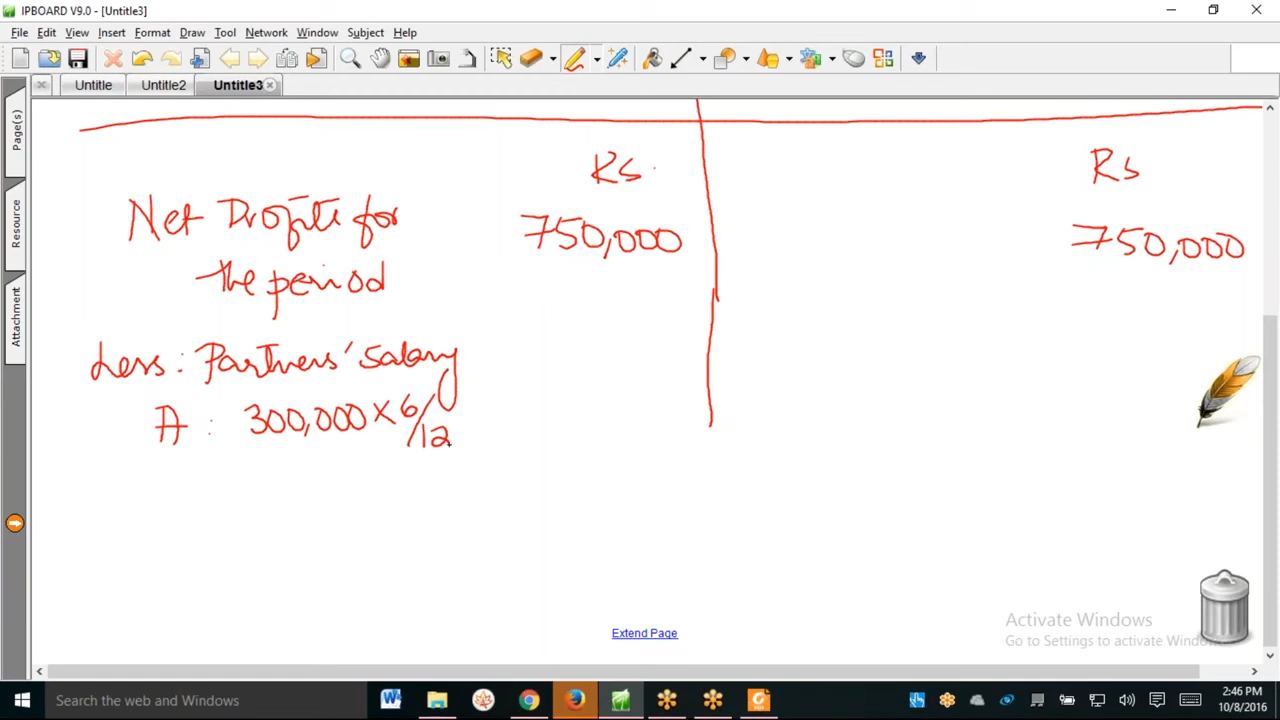 IPBOARD V9.0 - [Untitle3]
File Edit View Insert Format Draw Tool Network Window Subject Help
Untitle Untitle2 Untitle3
Page(s)
Resource
Attachment
Rs Rs
Net Profits for 750,000 750,000
the period
Less: Partners' Salary
A : 300,000 × 6/12
Activate Windows
Go to Settings to activate Windows
Extend Page
Search the web and Windows
2:46 PM
10/8/2016